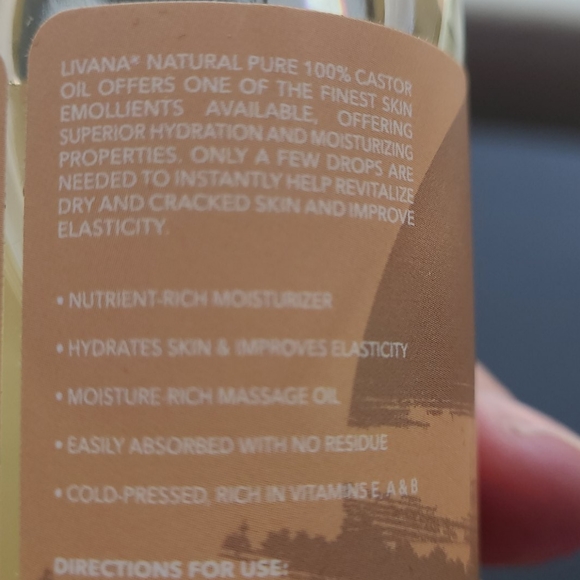 LIVANA* NATURAL PURE 100% CASTOR
OIL OFFERS ONE OF THE FINEST SKIN
EMOLLIENTS AVAILABLE, OFFERING
SUPERIOR HYDRATION AND MOISTURIZING
PROPERTIES. ONLY A FEW DROPS ARE
NEEDED TO INSTANTLY HELP REVITALIZE
DRY AND CRACKED SKIN AND IMPROVE
ELASTICITY.
• NUTRIENT-RICH MOISTURIZER
• HYDRATES SKIN & IMPROVES ELASTICITY
• MOISTURE-RICH MASSAGE OIL
• EASILY ABSORBED WITH NO RESIDUE
• COLD-PRESSED, RICH IN VITAMINS E, A & B
DIRECTIONS FOR USE: